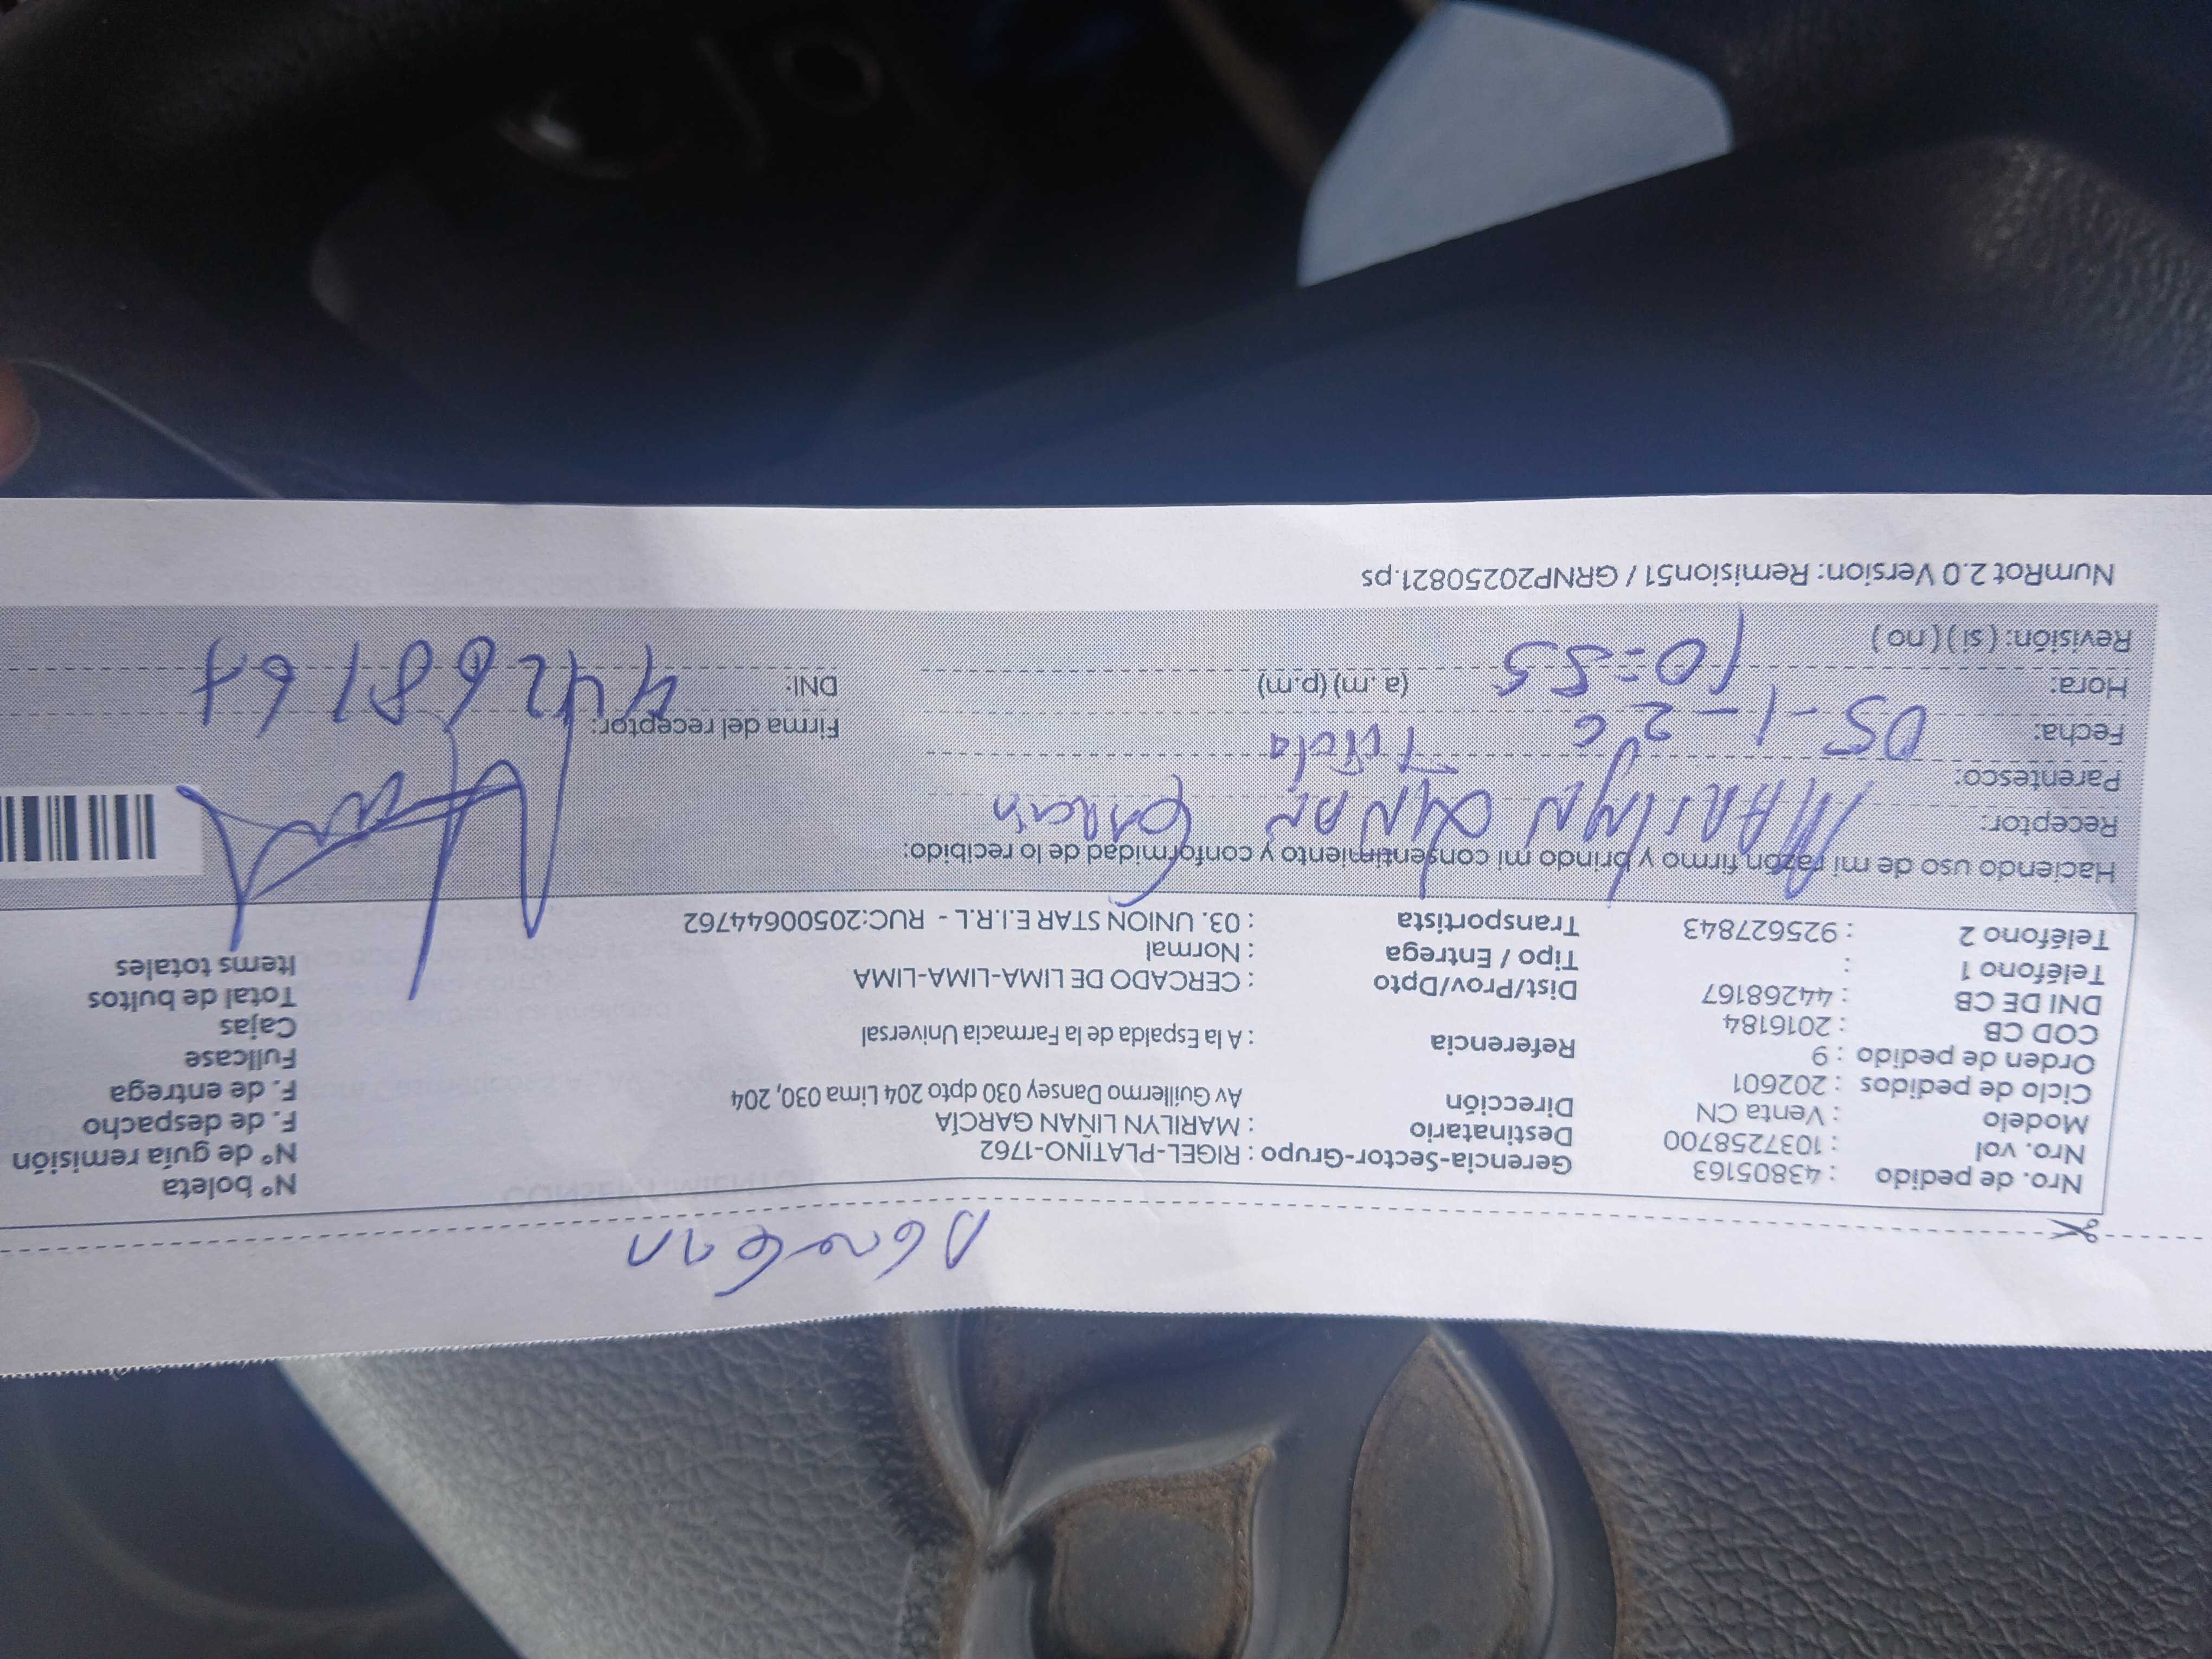 Nro. de pedido : 43805163 Gerencia-Sector-Grupo : RIGEL-PLATINO-1762 N° boleta
Nro. vol : 1037258700 Destinatario : MARILYN LIÑAN GARCÍA N° de guía remisión
Modelo : Venta CN Dirección Av Guillermo Dansey 030 dpto 204 Lima 030, 204 F. de despacho
Ciclo de pedidos : 202601 F. de entrega
Orden de pedido : 9 Referencia : A la Espalda de la Farmacia Universal Fullcase
COD CB : 2016184 Cajas
DNI DE CB : 44268167 Dist/Prov/Dpto : CERCADO DE LIMA-LIMA-LIMA Total de bultos
Teléfono 1 : Tipo / Entrega : Normal Items totales
Teléfono 2 : 925627843 Transportista : 03. UNION STAR E.I.R.L - RUC:20500644762
Haciendo uso de mi razón firmo y brindo mi consentimiento y conformidad de lo recibido:
Receptor: MARILYN LIÑAN García
Parentesco:
Fecha: 05-1-26 Firma del receptor:
Hora: 10:55 (a.m) (p.m) DNI: 44268167
Revisión: ( si ) ( no )
NumRot 2.0 Version: Remision51 / GRNP20250821.ps